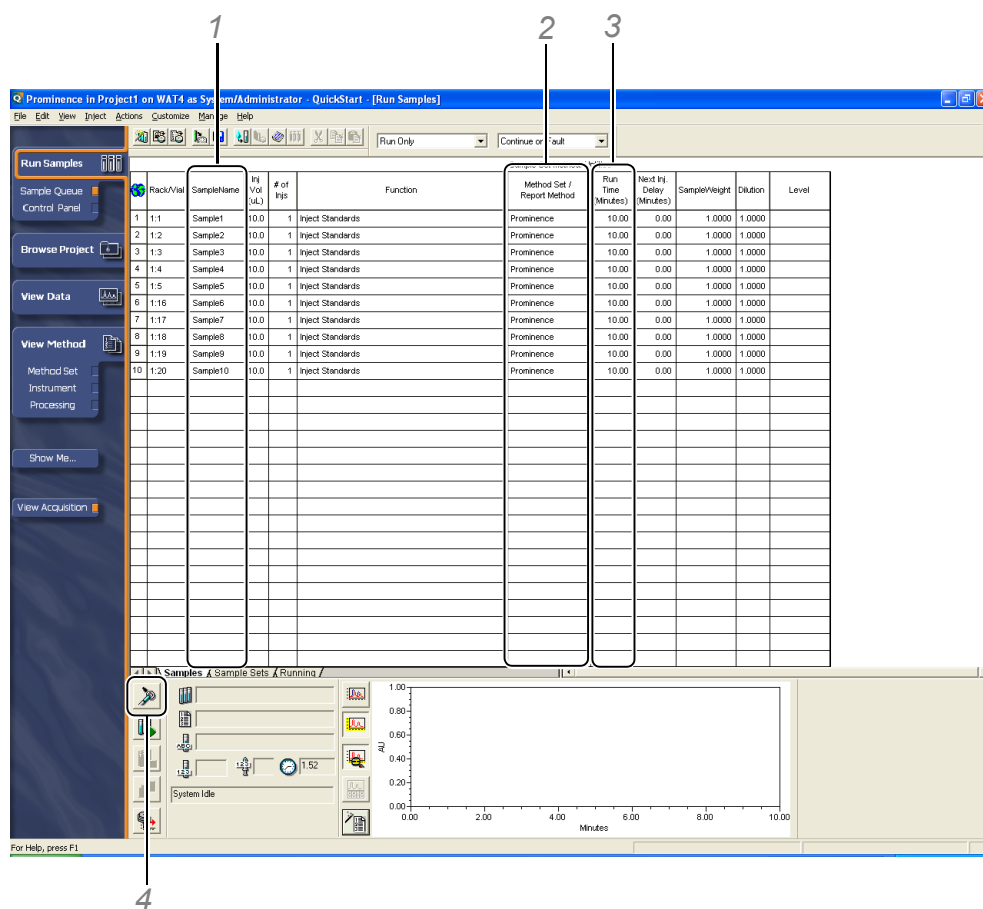 1 2 3
Prominence in Project1 on WAT4 as System/Administrator - QuickStart - [Run Samples]
File Edit View Inject Actions Customize Manage Help
Run Only Continue on Fault
Run Samples
Sample Queue
Control Panel
Browse Project
View Data
View Method
Method Set
Instrument
Processing
Show Me...
View Acquisition
Rack/Vial SampleName Inj Vol (uL) # of Injs Function Method Set / Report Method Run Time (Minutes) Next Inj. Delay (Minutes) SampleWeight Dilution Level
1 1:1 Sample1 10.0 1 Inject Standards Prominence 10.00 0.00 1.0000 1.0000
2 1:2 Sample2 10.0 1 Inject Standards Prominence 10.00 0.00 1.0000 1.0000
3 1:3 Sample3 10.0 1 Inject Standards Prominence 10.00 0.00 1.0000 1.0000
4 1:4 Sample4 10.0 1 Inject Standards Prominence 10.00 0.00 1.0000 1.0000
5 1:5 Sample5 10.0 1 Inject Standards Prominence 10.00 0.00 1.0000 1.0000
6 1:16 Sample6 10.0 1 Inject Standards Prominence 10.00 0.00 1.0000 1.0000
7 1:17 Sample7 10.0 1 Inject Standards Prominence 10.00 0.00 1.0000 1.0000
8 1:18 Sample8 10.0 1 Inject Standards Prominence 10.00 0.00 1.0000 1.0000
9 1:19 Sample9 10.0 1 Inject Standards Prominence 10.00 0.00 1.0000 1.0000
10 1:20 Sample10 10.0 1 Inject Standards Prominence 10.00 0.00 1.0000 1.0000
Samples Sample Sets Running
1.52
System Idle
1.00
0.80
0.60
AU
0.40
0.20
0.00
0.00 2.00 4.00 6.00 8.00 10.00
Minutes
For Help, press F1
4